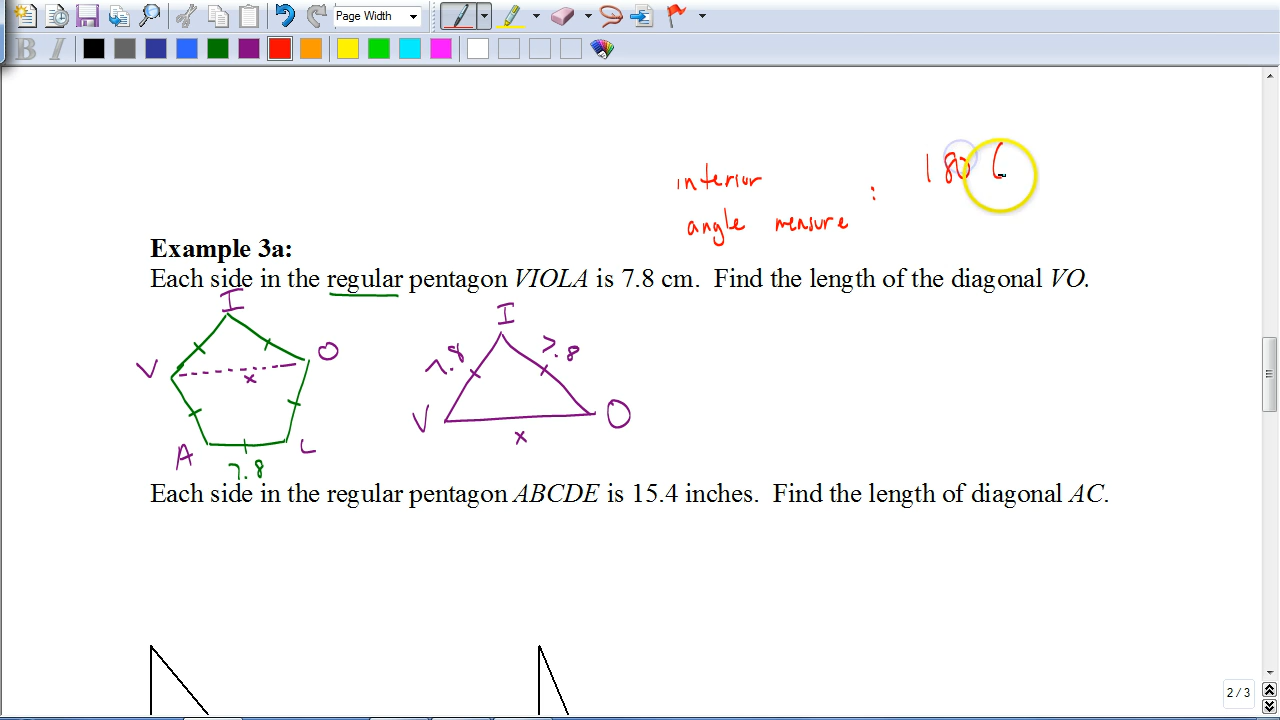 B I
Page Width
interior
angle measure : 180 (
Example 3a:
Each side in the regular pentagon VIOLA is 7.8 cm. Find the length of the diagonal VO.
I
V
O
x
A
L
7.8
I
7.8
7.8
V
O
x
Each side in the regular pentagon ABCDE is 15.4 inches. Find the length of diagonal AC.
2/3